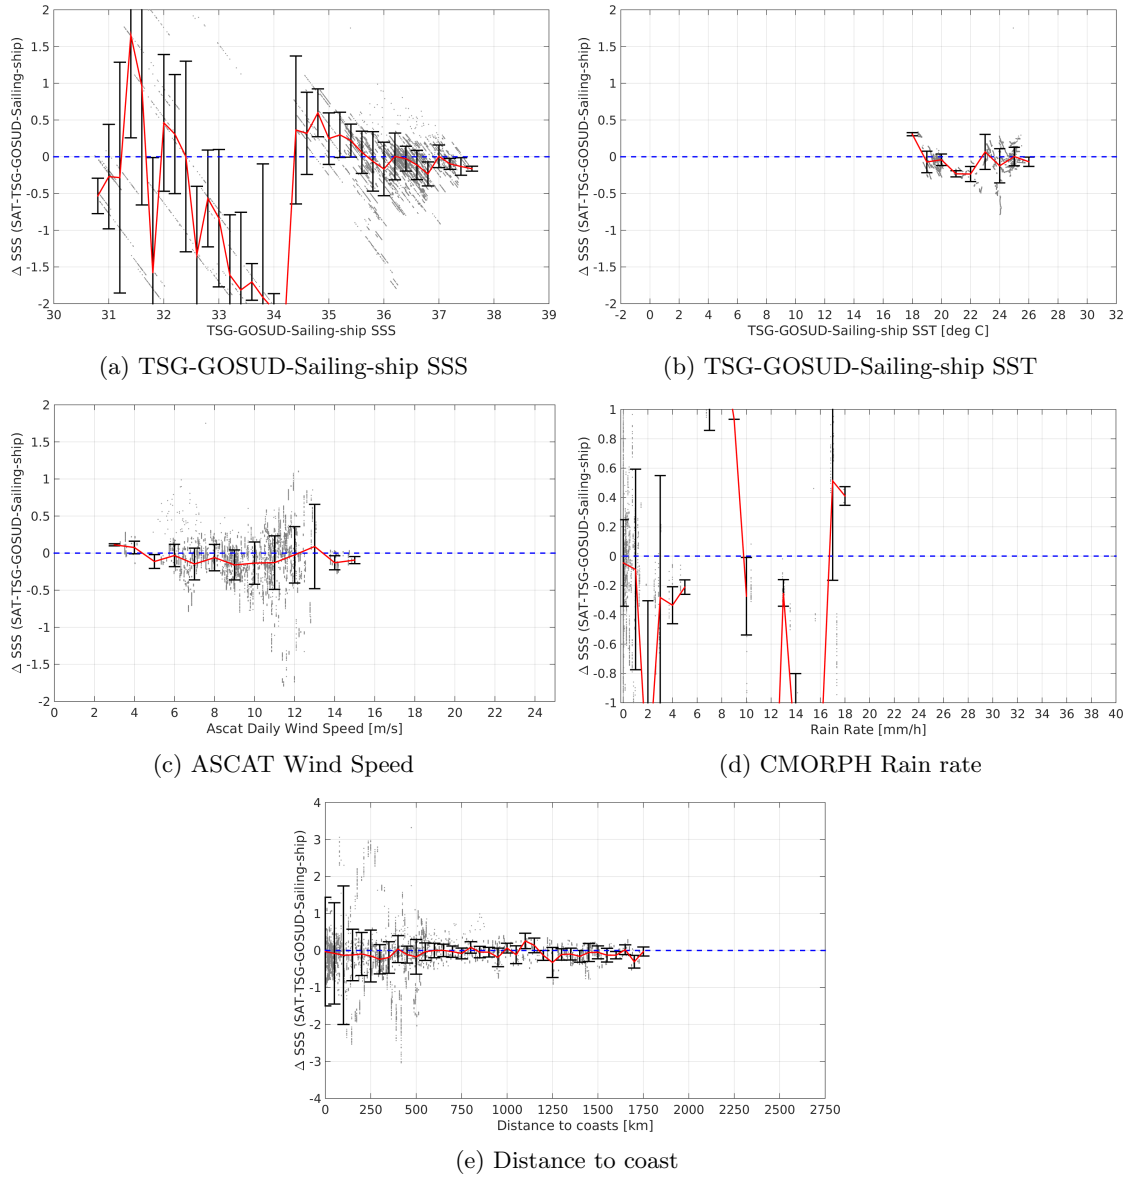 2
1.5
1
0.5
0
-0.5
-1
-1.5
-2
Δ SSS (SAT-TSG-GOSUD-Sailing-ship)
30 31 32 33 34 35 36 37 38 39
TSG-GOSUD-Sailing-ship SSS
(a) TSG-GOSUD-Sailing-ship SSS
2
1.5
1
0.5
0
-0.5
-1
-1.5
-2
Δ SSS (SAT-TSG-GOSUD-Sailing-ship)
-2 0 2 4 6 8 10 12 14 16 18 20 22 24 26 28 30 32
TSG-GOSUD-Sailing-ship SST [deg C]
(b) TSG-GOSUD-Sailing-ship SST
2
1.5
1
0.5
0
-0.5
-1
-1.5
-2
Δ SSS (SAT-TSG-GOSUD-Sailing-ship)
0 2 4 6 8 10 12 14 16 18 20 22 24
Ascat Daily Wind Speed [m/s]
(c) ASCAT Wind Speed
1
0.8
0.6
0.4
0.2
0
-0.2
-0.4
-0.6
-0.8
-1
Δ SSS (SAT-TSG-GOSUD-Sailing-ship)
0 2 4 6 8 10 12 14 16 18 20 22 24 26 28 30 32 34 36 38 40
Rain Rate [mm/h]
(d) CMORPH Rain rate
4
3
2
1
0
-1
-2
-3
-4
Δ SSS (SAT-TSG-GOSUD-Sailing-ship)
0 250 500 750 1000 1250 1500 1750 2000 2250 2500 2750
Distance to coasts [km]
(e) Distance to coast